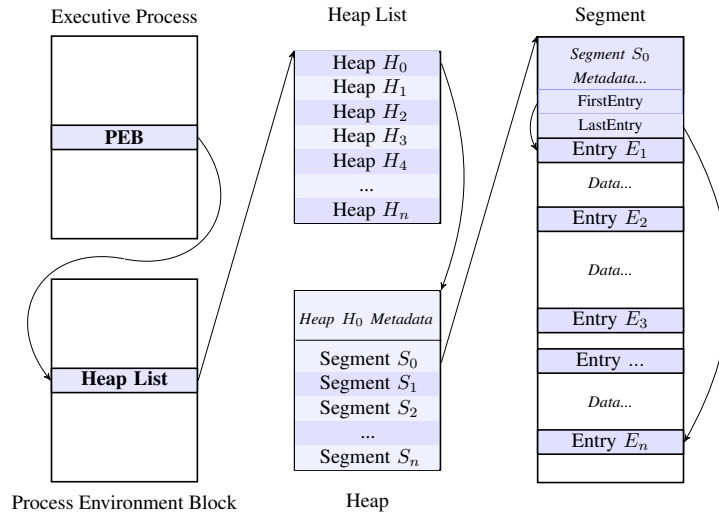 Executive Process
PEB
Heap List
Process Environment Block
Heap List
Heap H0
Heap H1
Heap H2
Heap H3
Heap H4
...
Heap Hn
Heap H0 Metadata
Segment S0
Segment S1
Segment S2
...
Segment Sn
Heap
Segment
Segment S0
Metadata...
FirstEntry
LastEntry
Entry E1
Data...
Entry E2
Data...
Entry E3
Entry ...
Data...
Entry En